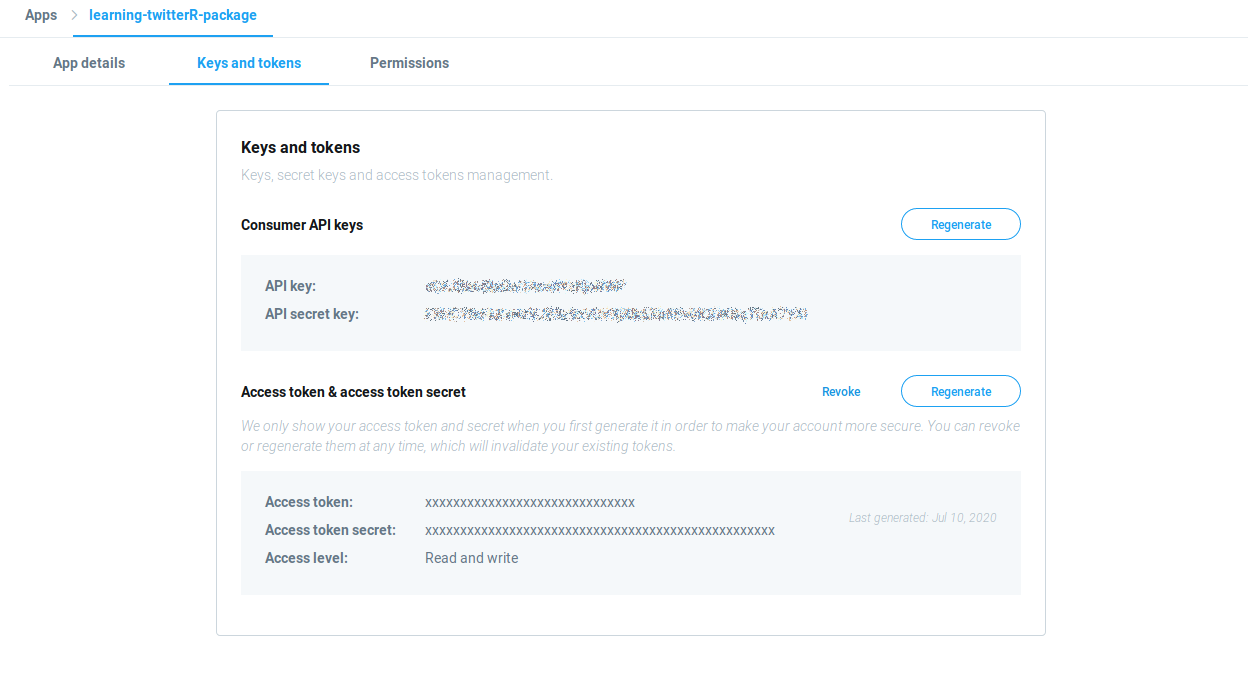 Apps > learning-twitterR-package
App details Keys and tokens Permissions
Keys and tokens
Keys, secret keys and access tokens management.
Consumer API keys Regenerate
API key:
API secret key:
Access token & access token secret Revoke Regenerate
We only show your access token and secret when you first generate it in order to make your account more secure. You can revoke
or regenerate them at any time, which will invalidate your existing tokens.
Access token: xxxxxxxxxxxxxxxxxxxxxxxxxxxxxx
Last generated: Jul 10, 2020
Access token secret: xxxxxxxxxxxxxxxxxxxxxxxxxxxxxxxxxxxxxxxxxxxxxxxxxx
Access level: Read and write